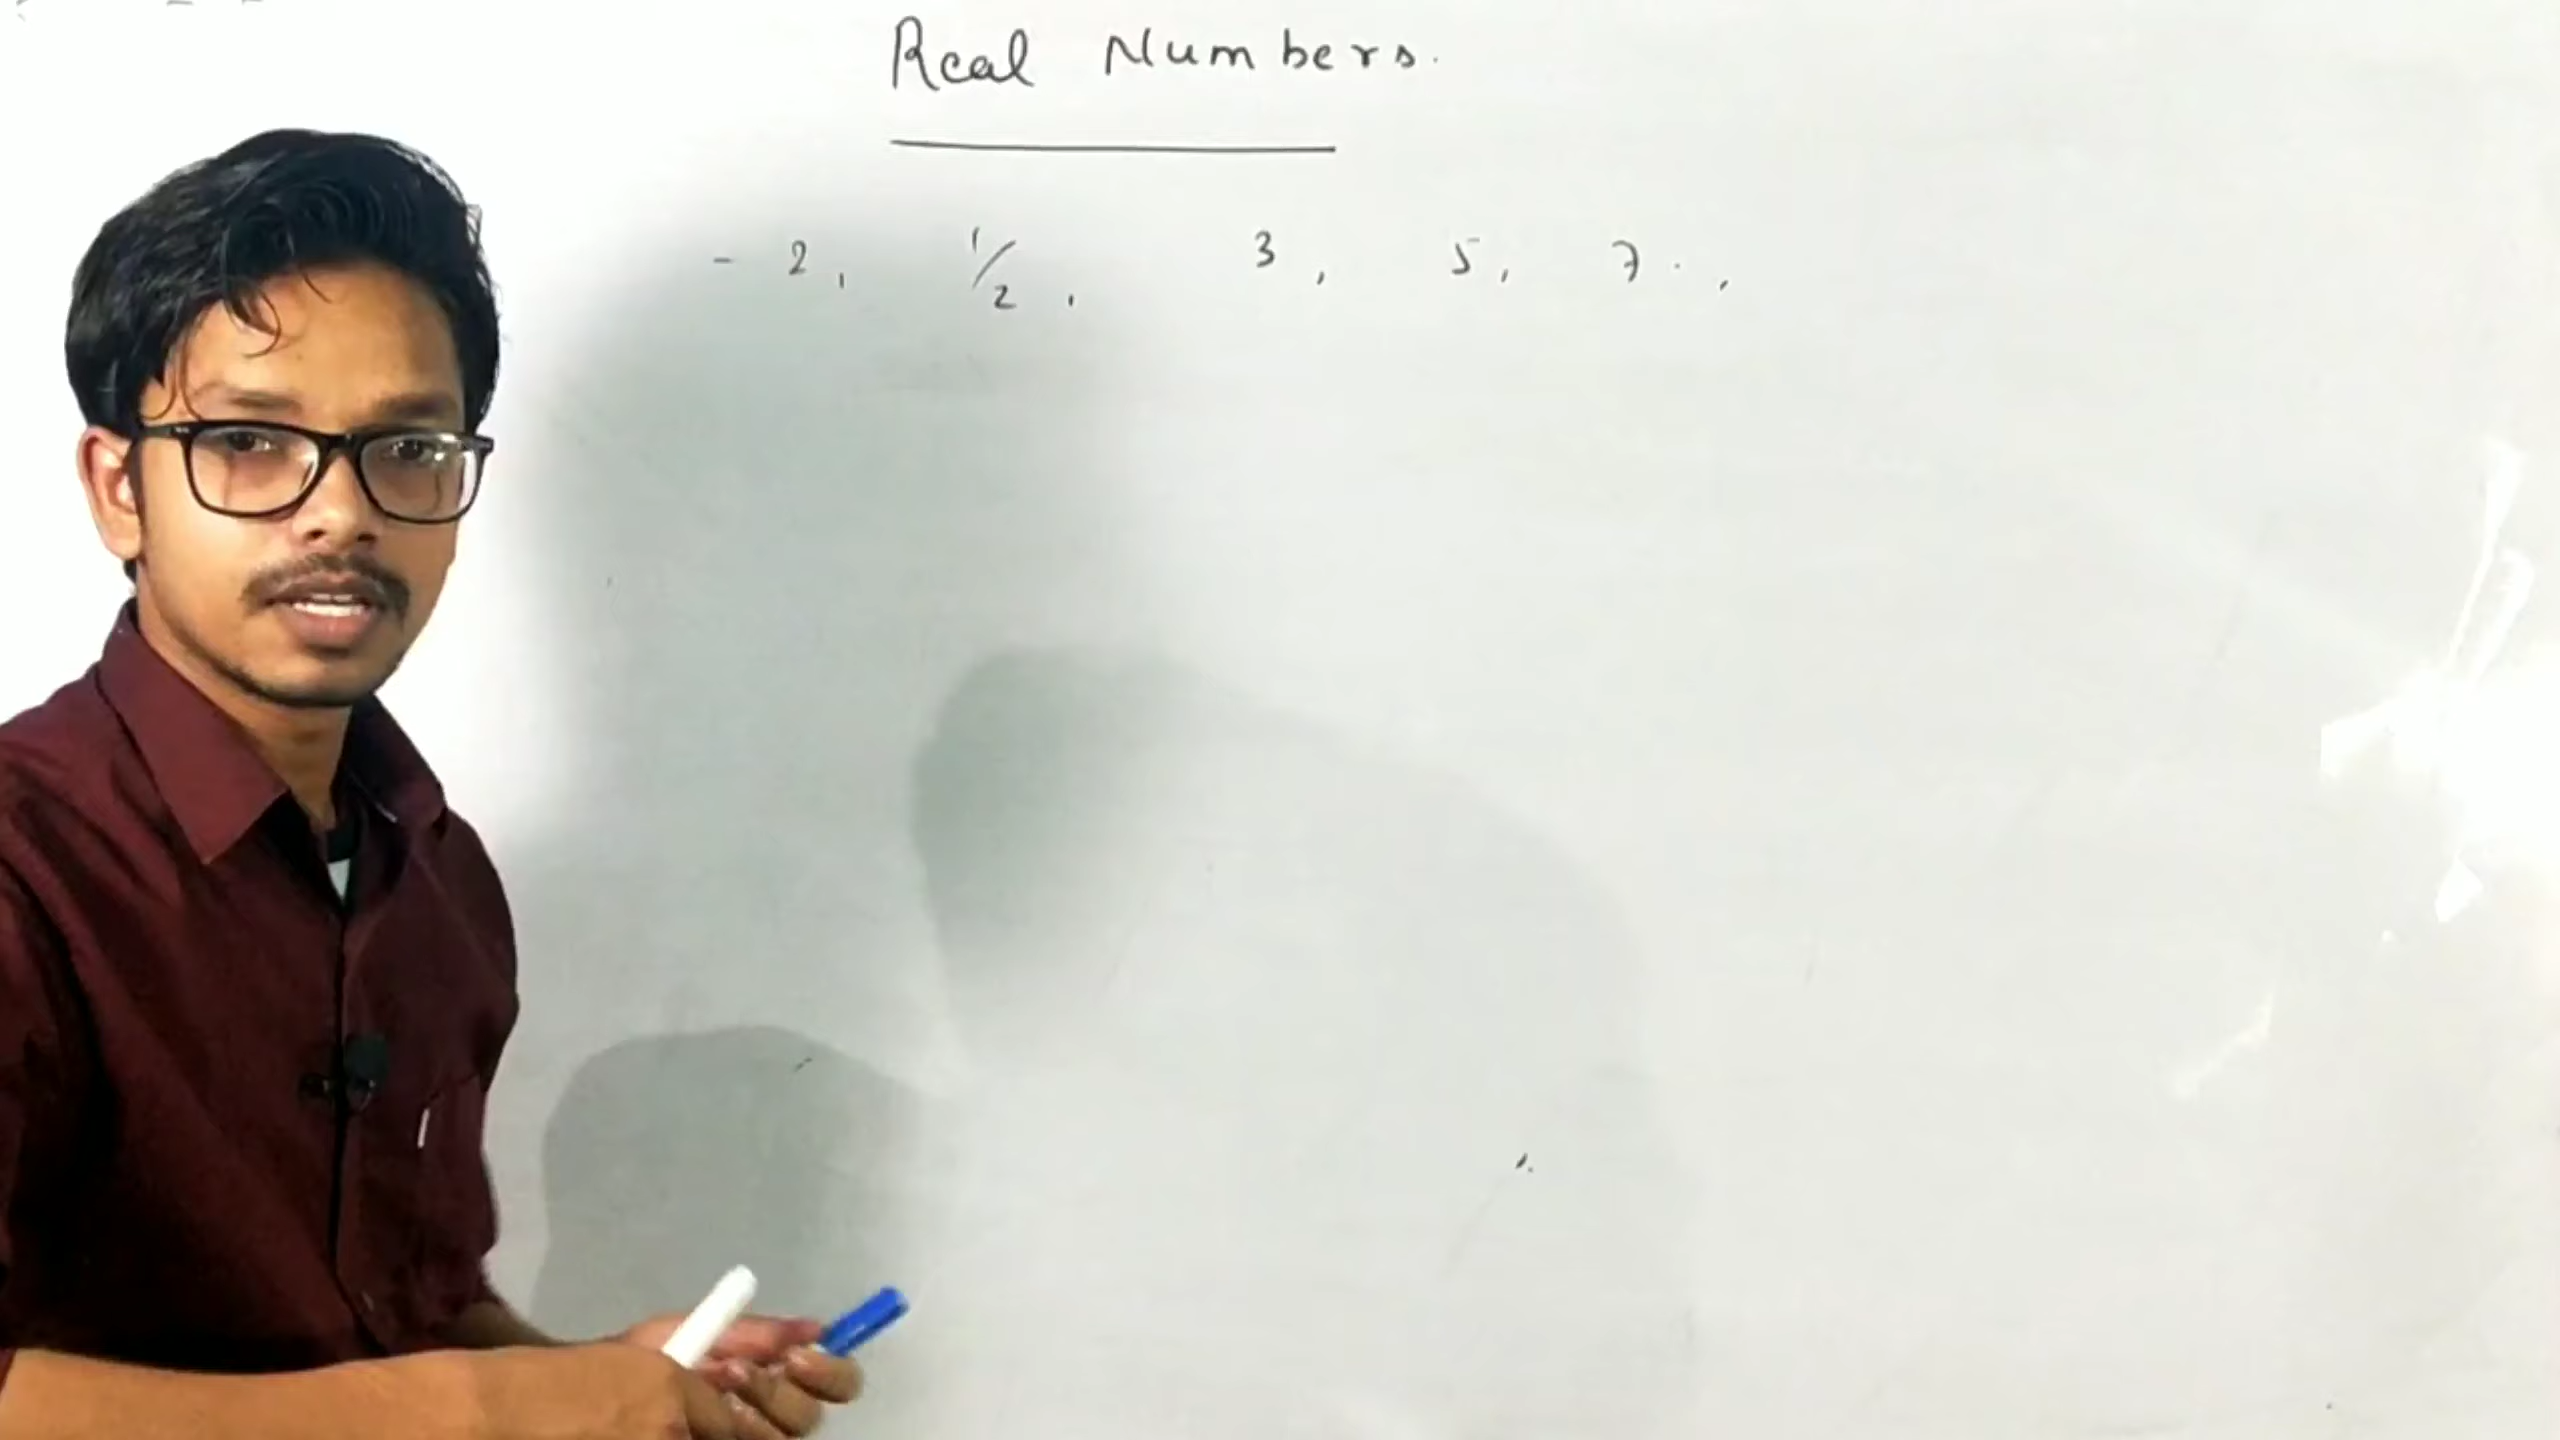 Real Numbers.
- 2, 1/2, 3, 5, 7 . ,